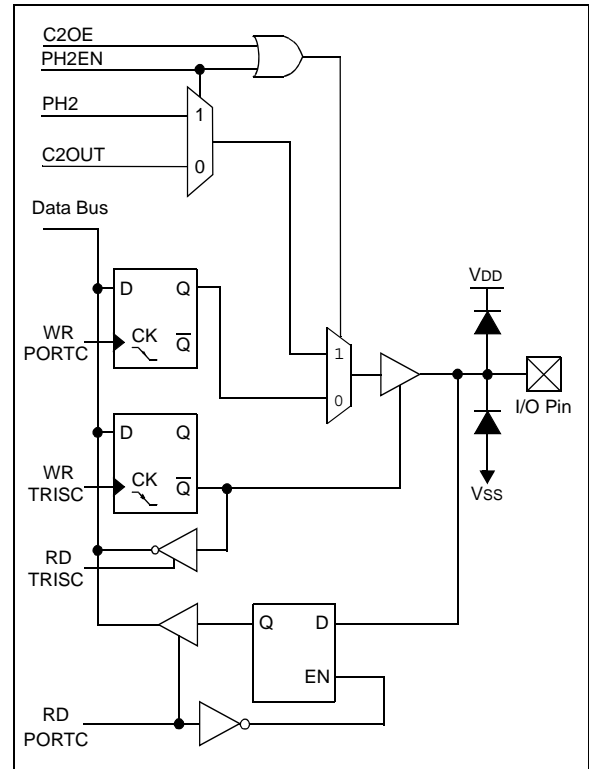 C2OE
PH2EN
PH2
1
C2OUT
0
Data Bus
VDD
D Q
WR
PORTC
CK
Q
1
0
I/O Pin
D Q
WR
TRISC
CK
Q
VSS
RD
TRISC
Q D
EN
RD
PORTC